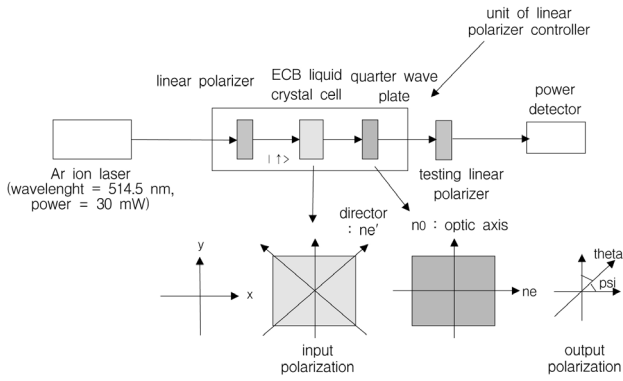 unit of linear
polarizer controller
linear polarizer
ECB liquid
crystal cell
quarter wave
plate
power
detector
| ↑>
Ar ion laser
(wavelenght = 514.5 nm,
power = 30 mW)
testing linear
polarizer
director
: ne′
n0 : optic axis
y
x
ne
theta
psi
input
polarization
output
polarization